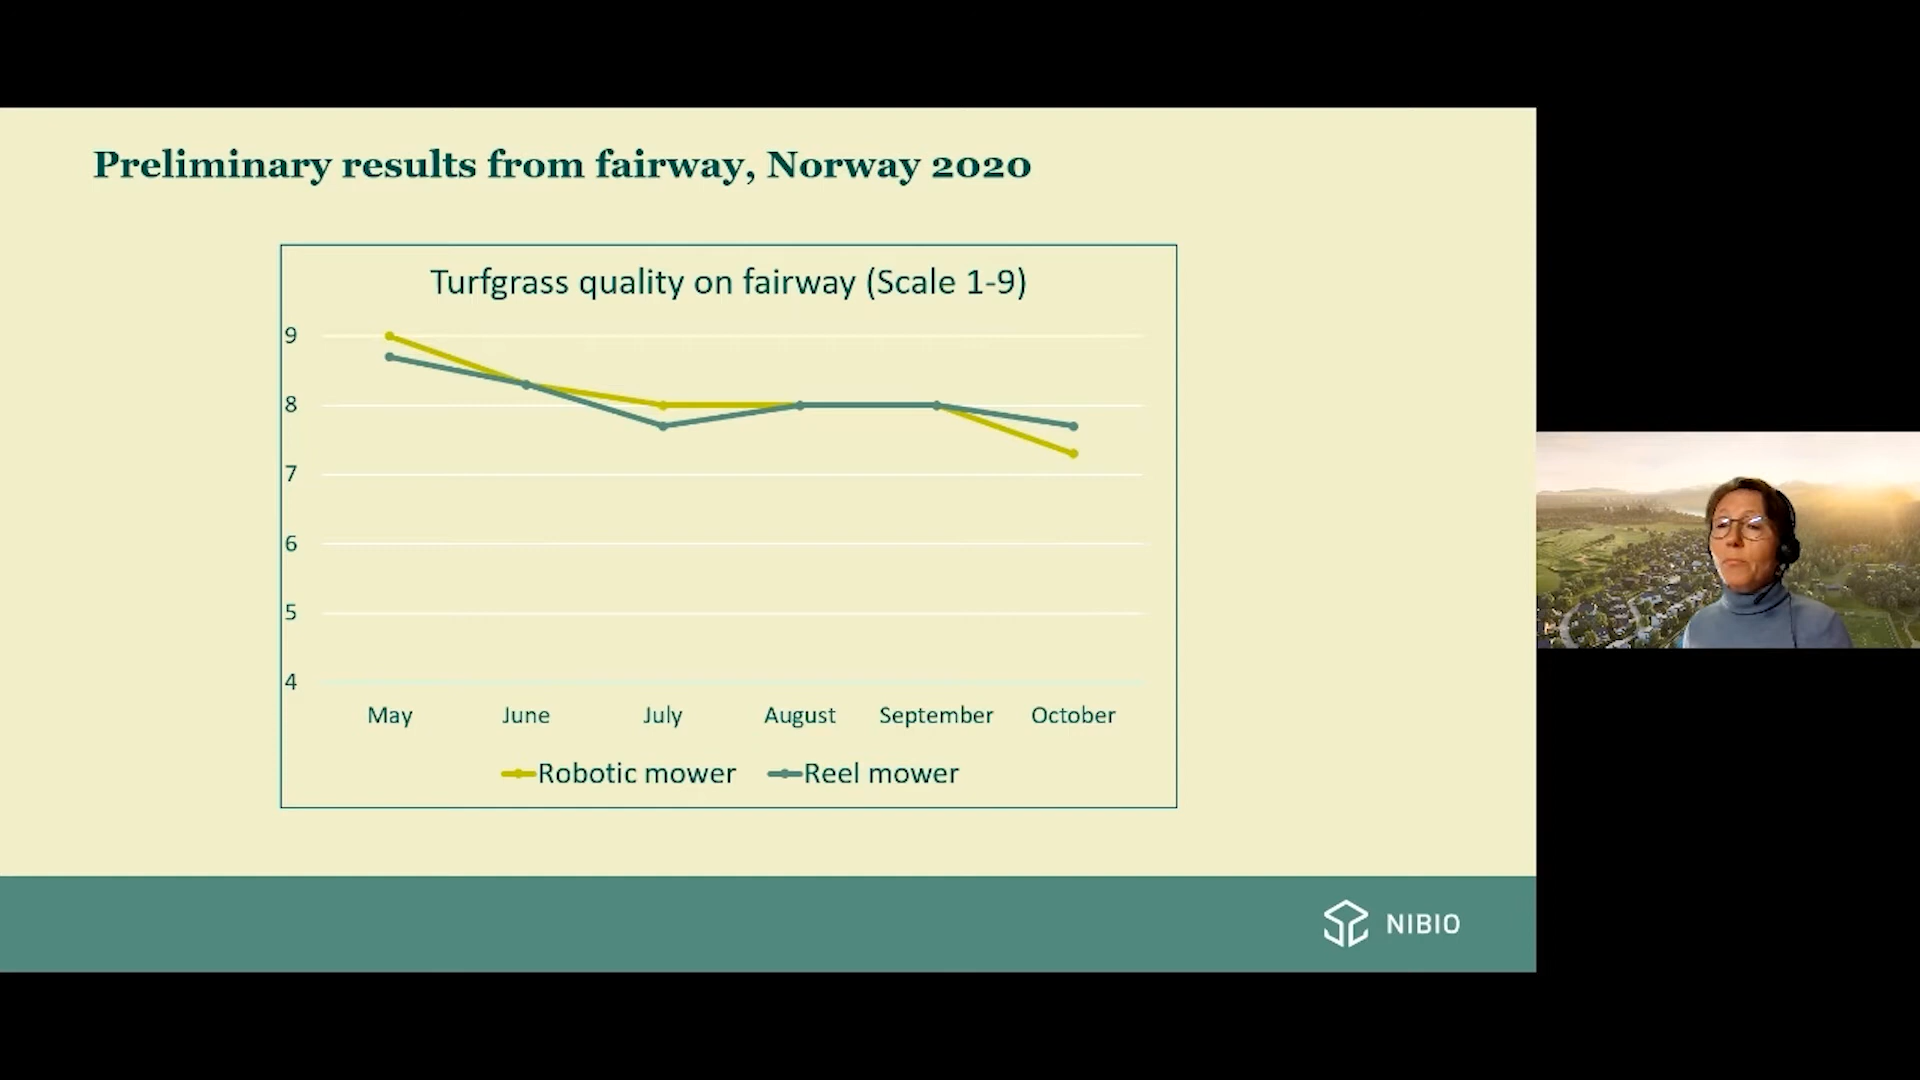 Preliminary results from fairway, Norway 2020
Turfgrass quality on fairway (Scale 1-9)
9
8
7
6
5
4
May June July August September October
Robotic mower Reel mower
NIBIO